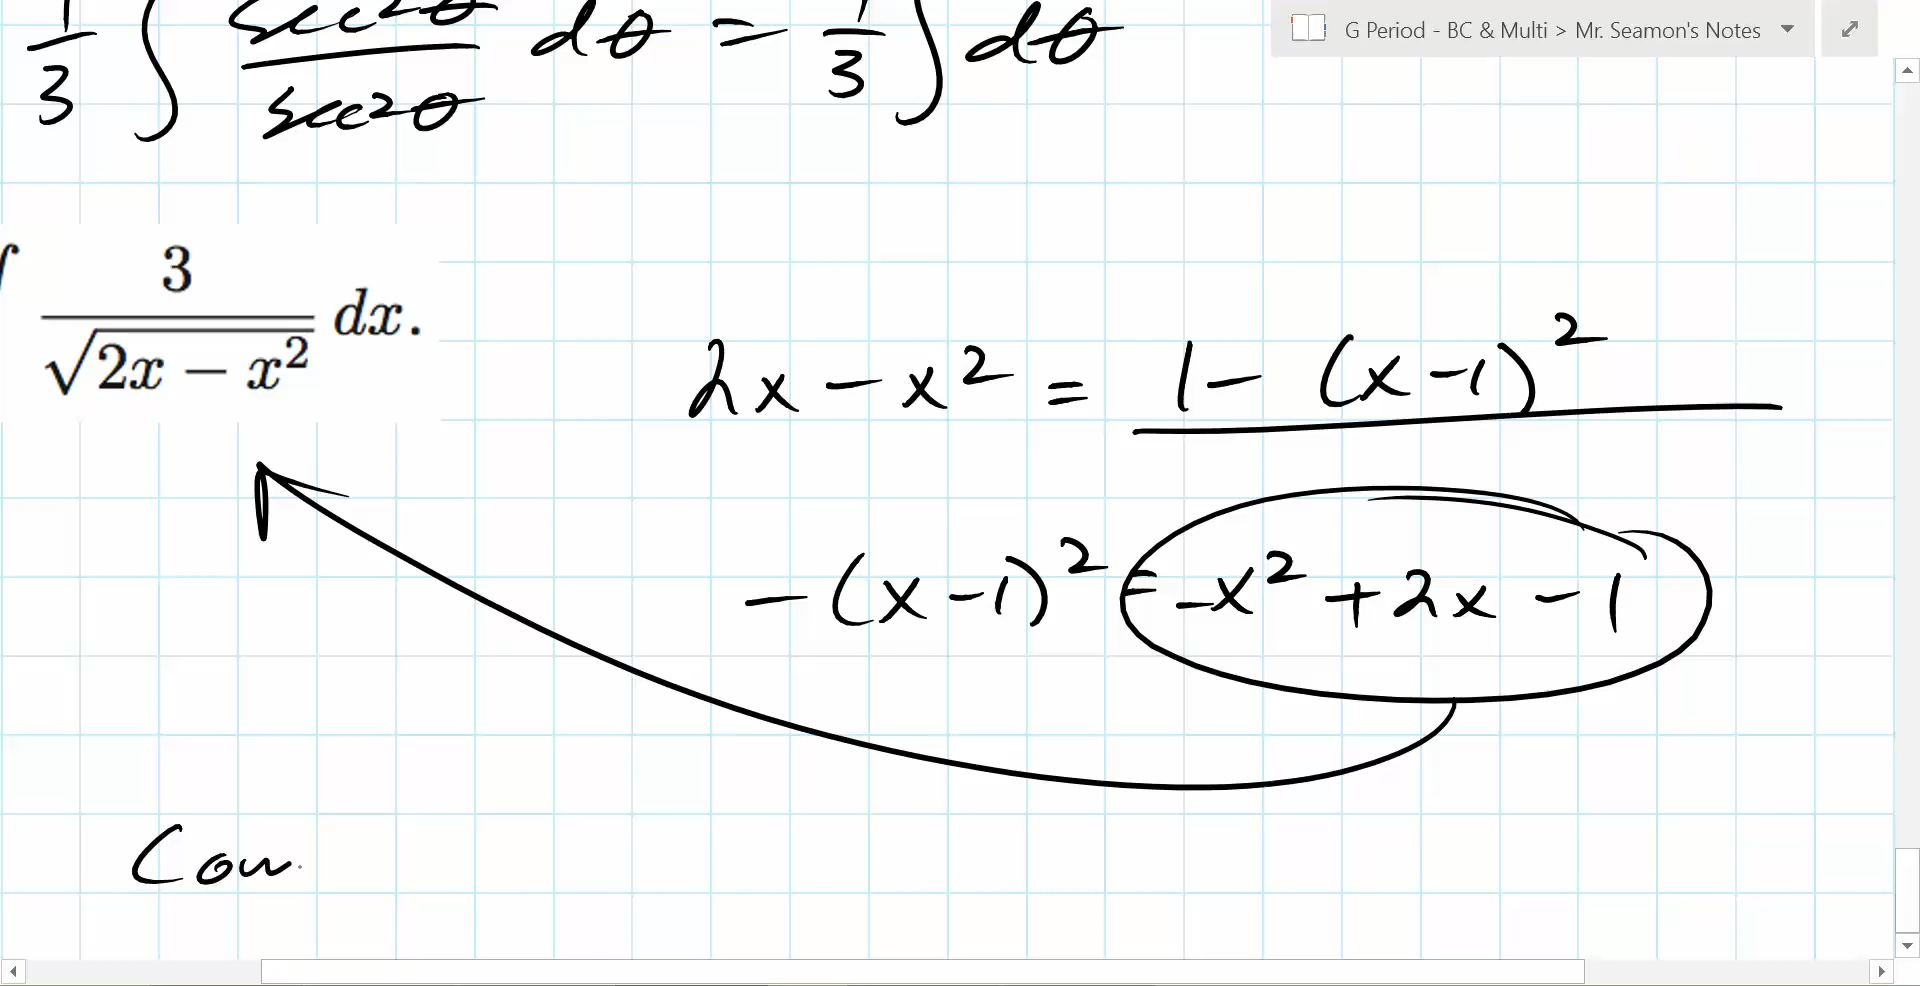 G Period - BC & Multi > Mr. Seamon's Notes
1/3 ∫ sec²θ/sec²θ dθ = 1/3 ∫ dθ
∫ 3/√(2x − x²) dx.
2x − x² = 1 − (x−1)²
−(x−1)² = −x² + 2x − 1